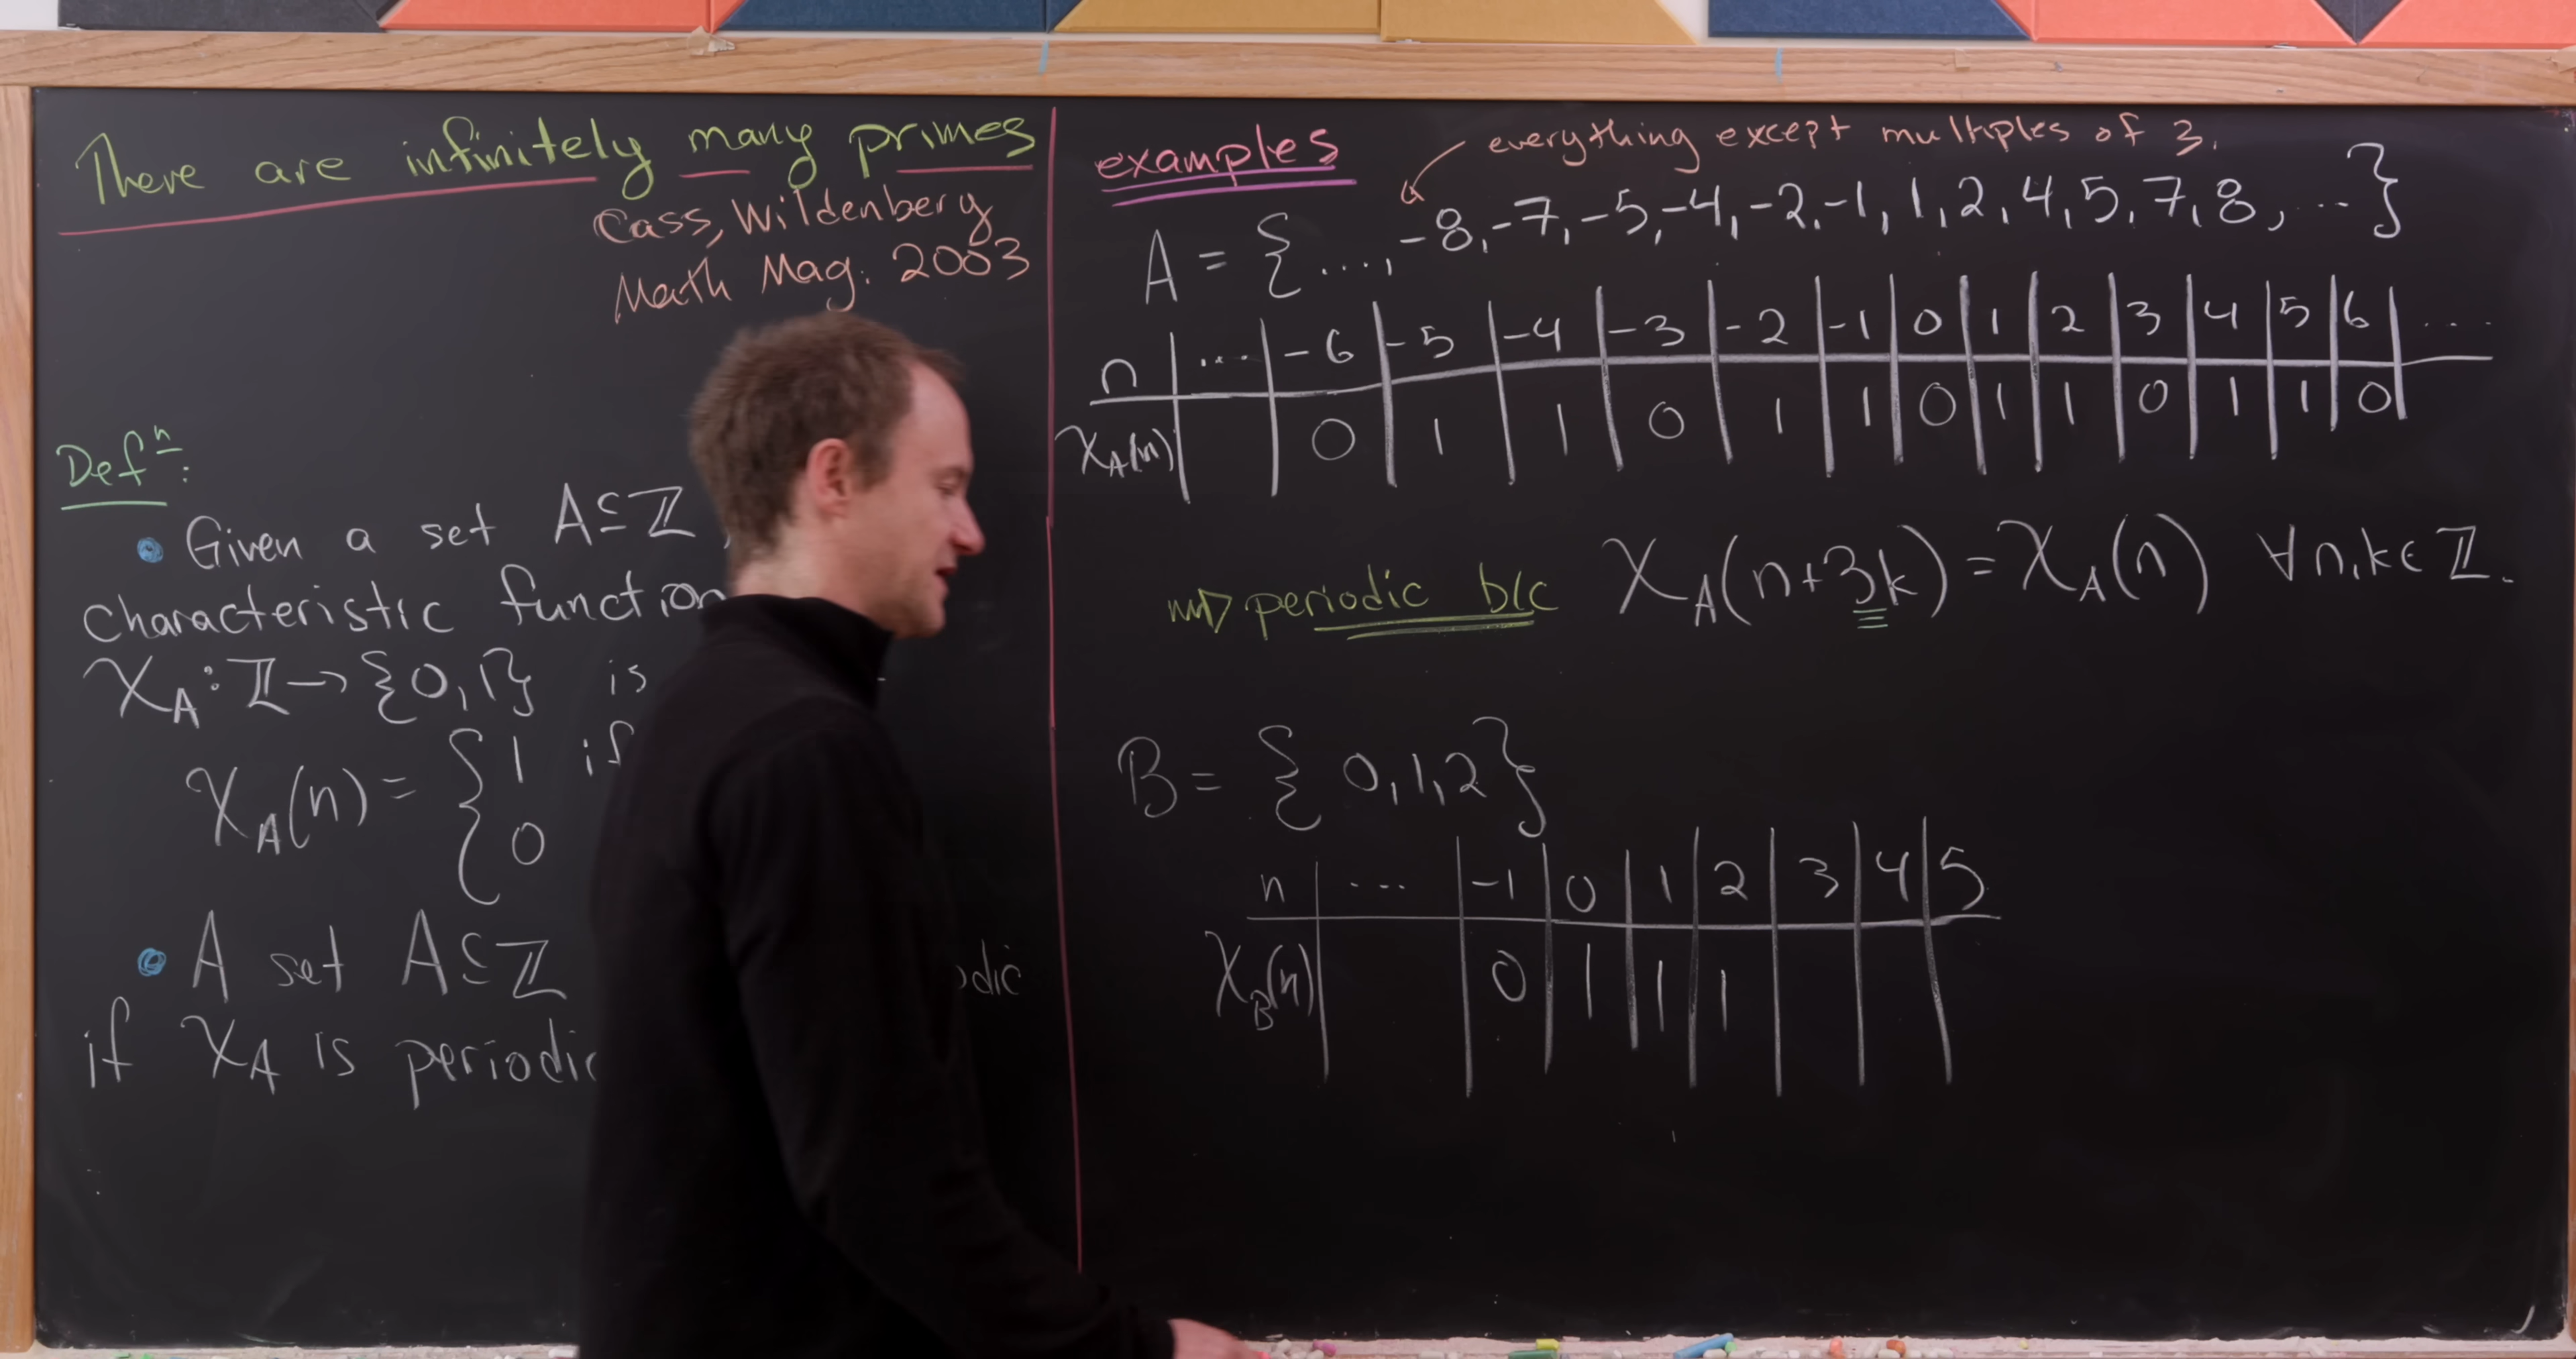 There are infinitely many primes
Cass, Wildenberg
Math Mag. 2003
Defⁿ:
• Given a set A⊆ℤ,
characteristic function
χ_A:ℤ→{0,1} is
χ_A(n) = { 1 if
0
• A set A⊆ℤ
if χ_A is periodic
examples
everything except multiples of 3.
A = {..., -8, -7, -5, -4, -2, -1, 1, 2, 4, 5, 7, 8, ...}
n | ... | -6 | -5 | -4 | -3 | -2 | -1 | 0 | 1 | 2 | 3 | 4 | 5 | 6 | ...
χ_A(n) | | 0 | 1 | 1 | 0 | 1 | 1 | 0 | 1 | 1 | 0 | 1 | 1 | 0 |
⇝ periodic b/c χ_A(n+3k) = χ_A(n) ∀n,k∈ℤ.
B = { 0,1,2}
n | ... | -1 | 0 | 1 | 2 | 3 | 4 | 5
χ_B(n) | | 0 | 1 | 1 | 1 | | |